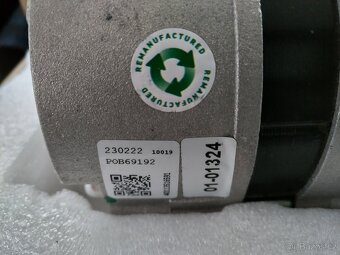 REMANUFACTURED
REMANUFACTURED
230222 10019
POB69192
01-01324